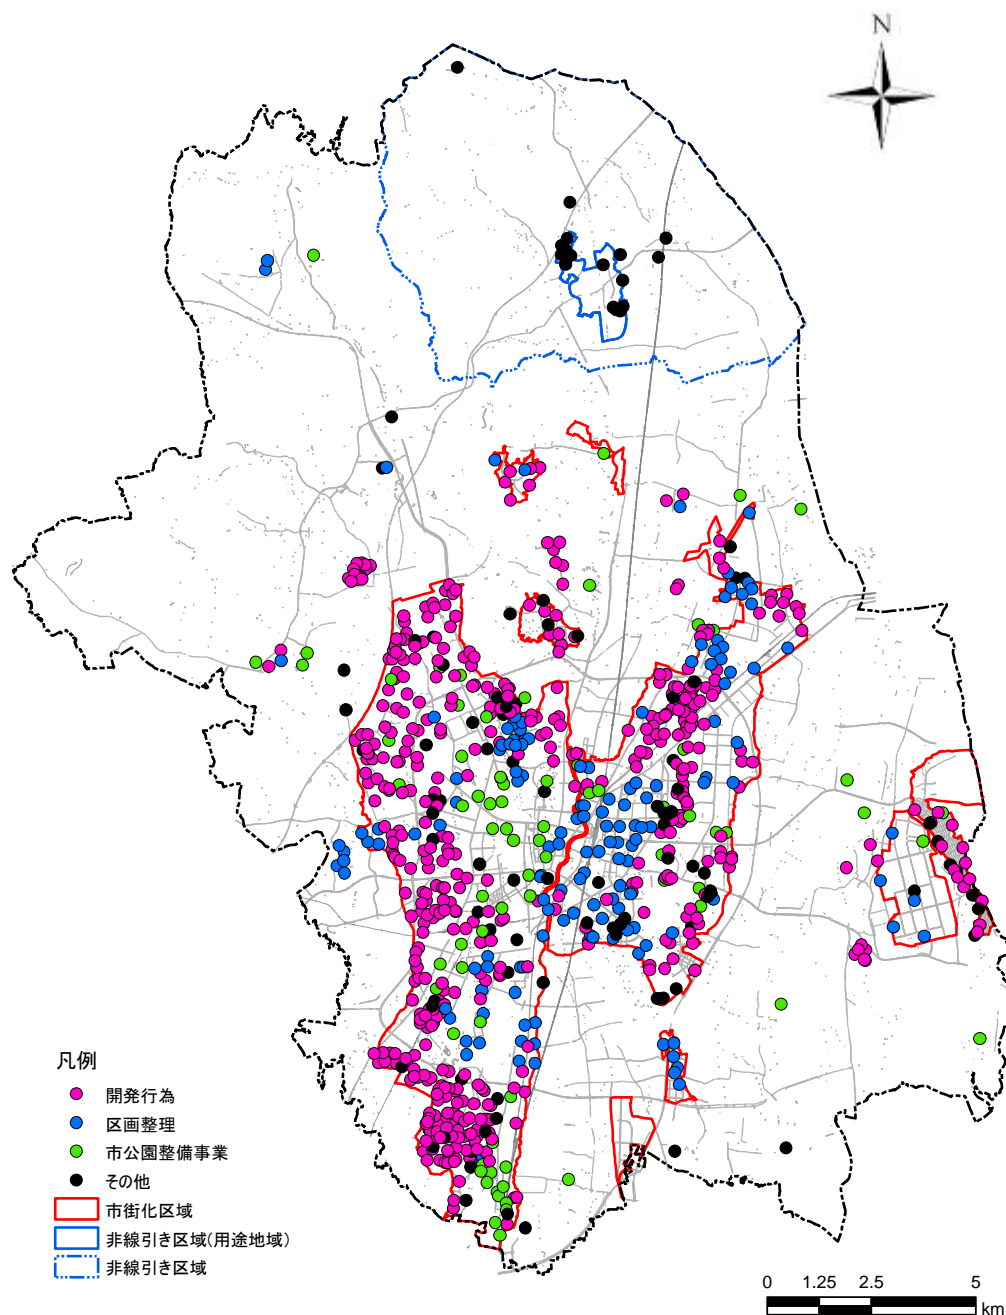 N
凡例
開発行為
区画整理
市公園整備事業
その他
市街化区域
非線引き区域(用途地域)
非線引き区域
0 1.25 2.5 5
km